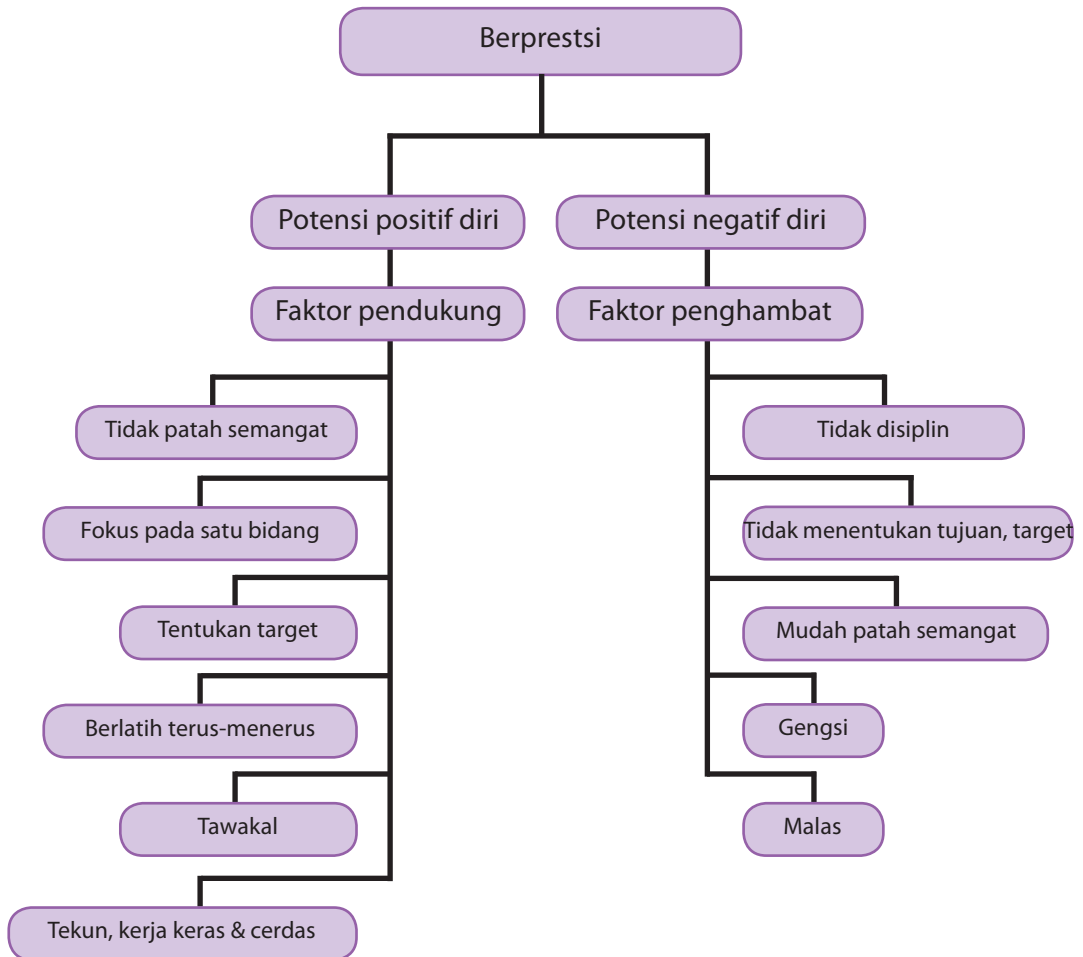 Berprestsi
Potensi positif diri
Potensi negatif diri
Faktor pendukung
Faktor penghambat
Tidak patah semangat
Tidak disiplin
Fokus pada satu bidang
Tidak menentukan tujuan, target
Tentukan target
Mudah patah semangat
Berlatih terus-menerus
Gengsi
Tawakal
Malas
Tekun, kerja keras & cerdas